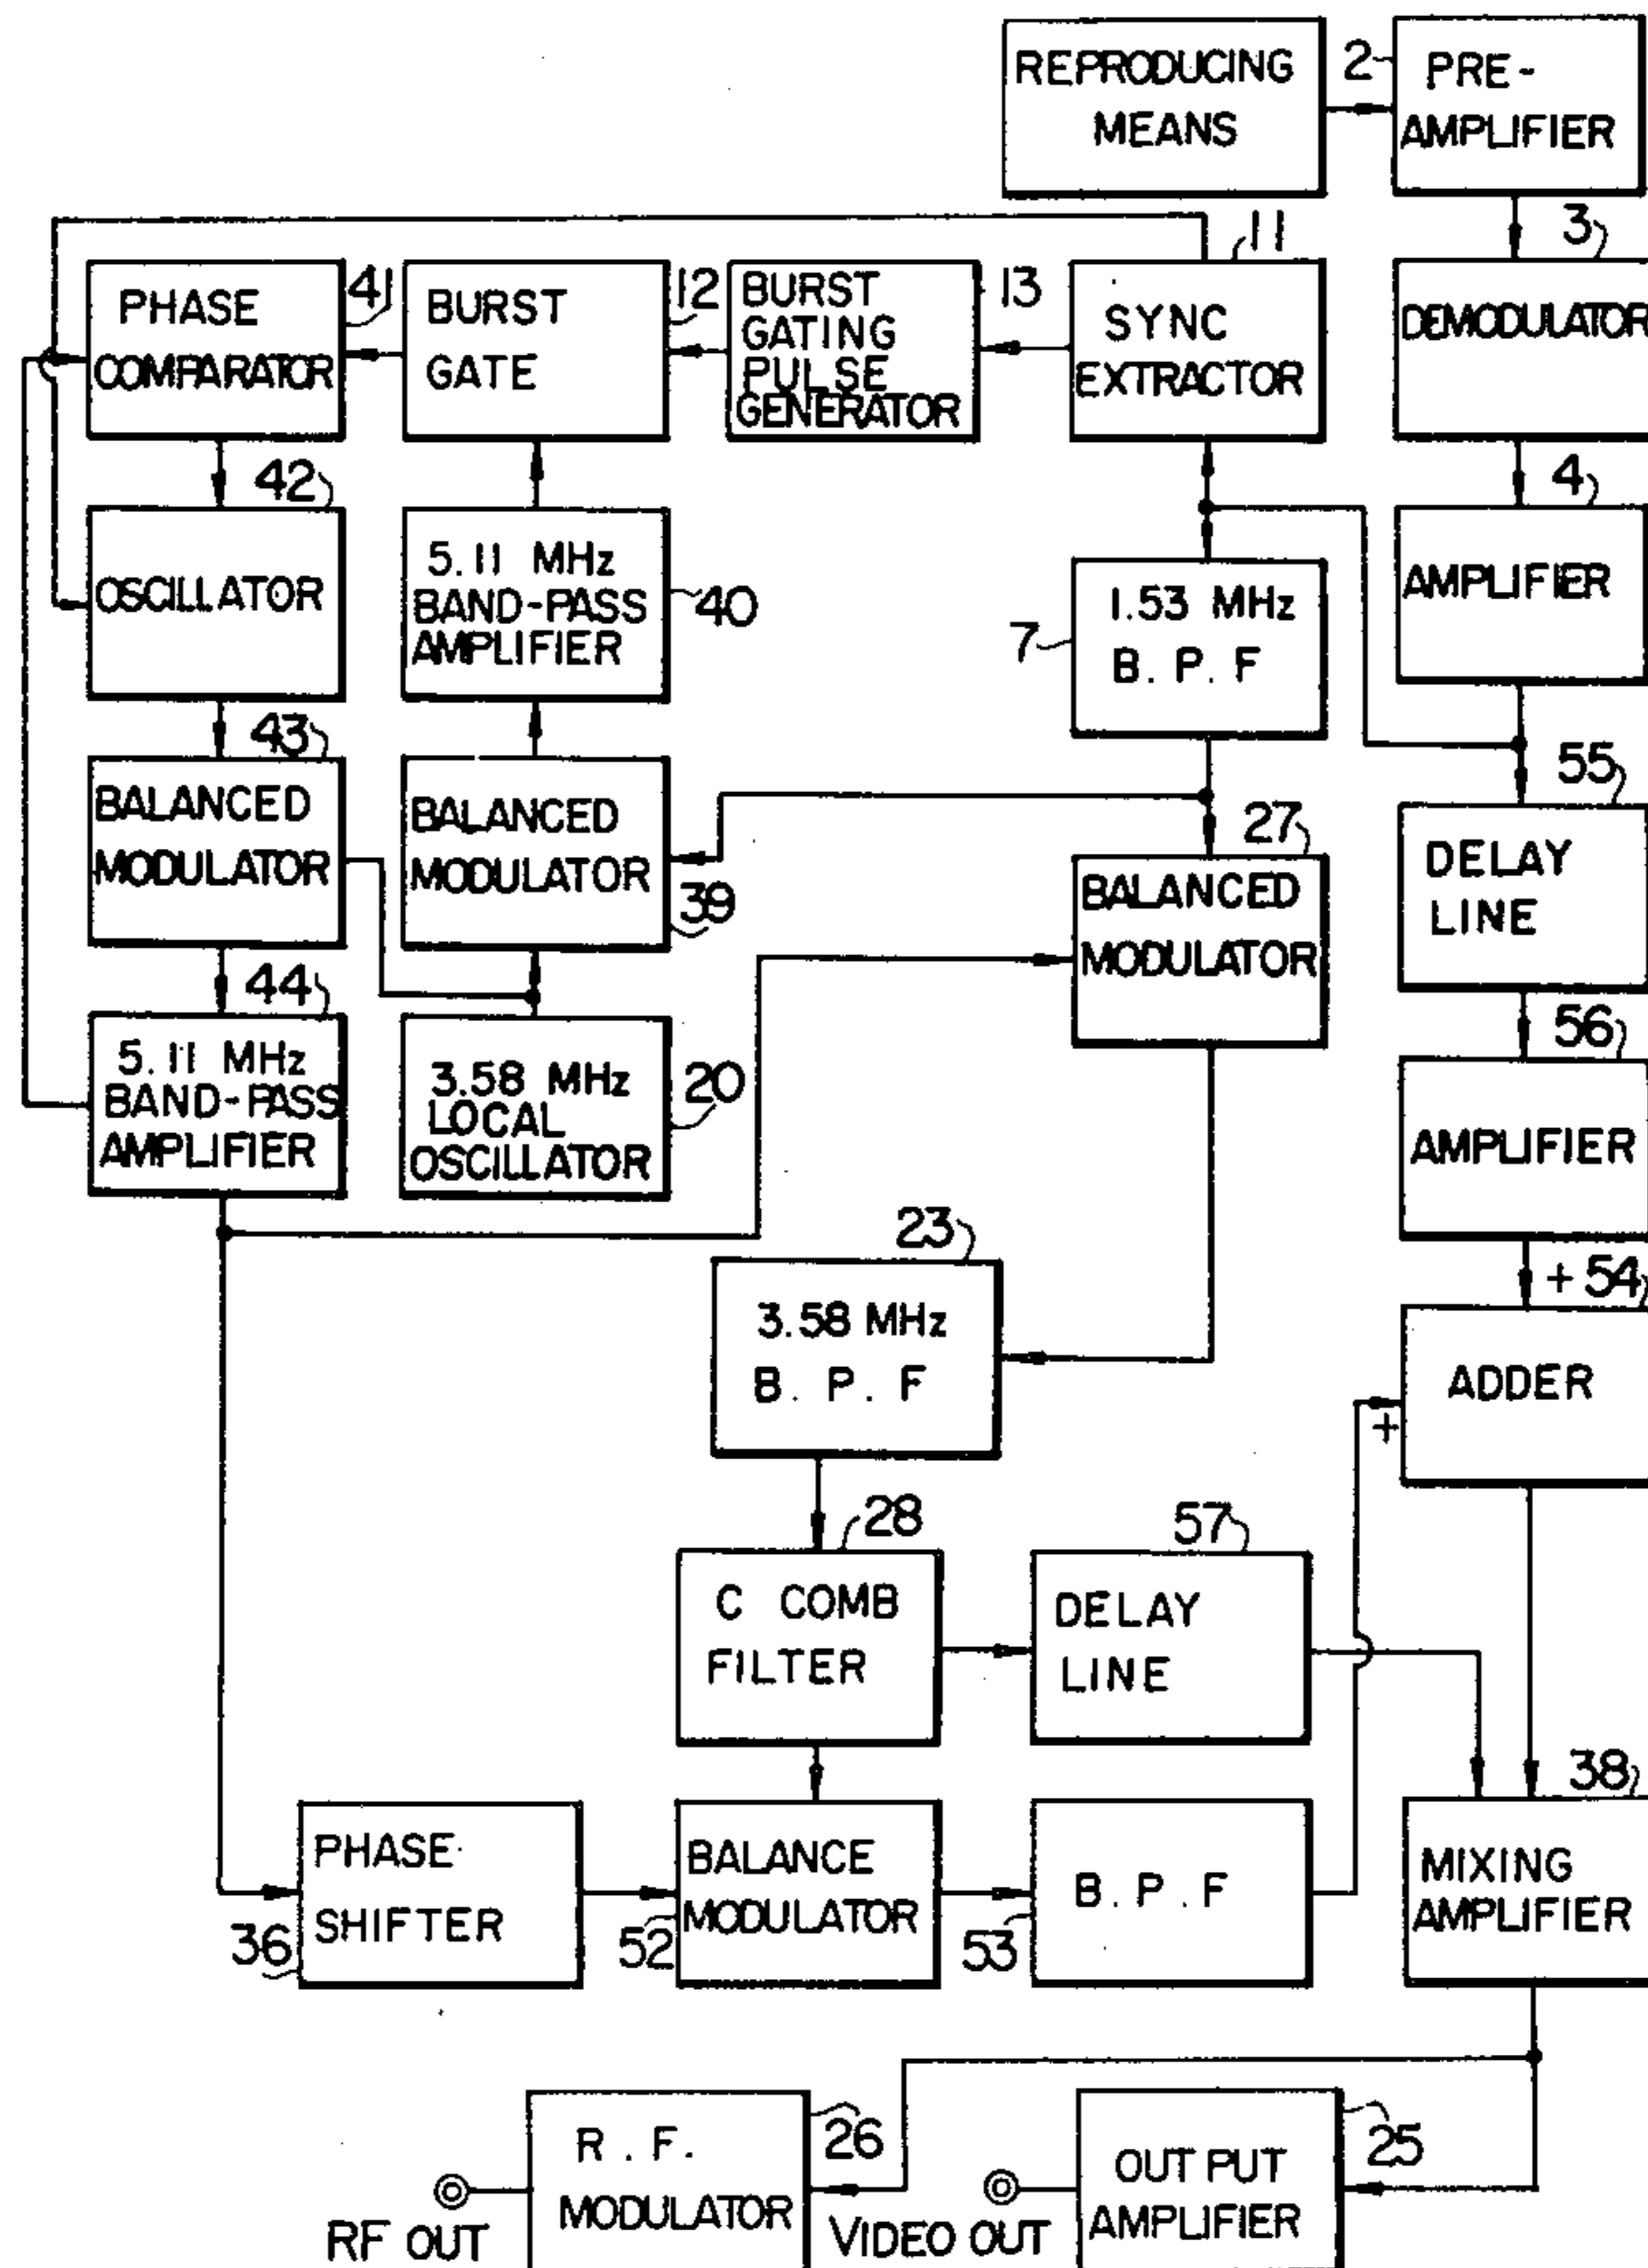 REPRODUCING
MEANS
2
PRE-
AMPLIFIER
3
11
PHASE
COMPARATOR
41
BURST
GATE
12
BURST
GATING
PULSE
GENERATOR
13
SYNC
EXTRACTOR
DEMODULATOR
42
4
OSCILLATOR
5.11 MHz
BAND-PASS
AMPLIFIER
40
7
1.53 MHz
B. P. F
AMPLIFIER
43
55
BALANCED
MODULATOR
BALANCED
MODULATOR
39
27
BALANCED
MODULATOR
DELAY
LINE
44
56
5.11 MHz
BAND-PASS
AMPLIFIER
3.58 MHz
LOCAL
OSCILLATOR
20
AMPLIFIER
23
+ 54
3.58 MHz
B. P. F
+
ADDER
28
57
C COMB
FILTER
DELAY
LINE
38
PHASE
SHIFTER
36
BALANCE
MODULATOR
52
B. P. F
53
MIXING
AMPLIFIER
R. F.
MODULATOR
26
OUT PUT
AMPLIFIER
25
RF OUT
VIDEO OUT